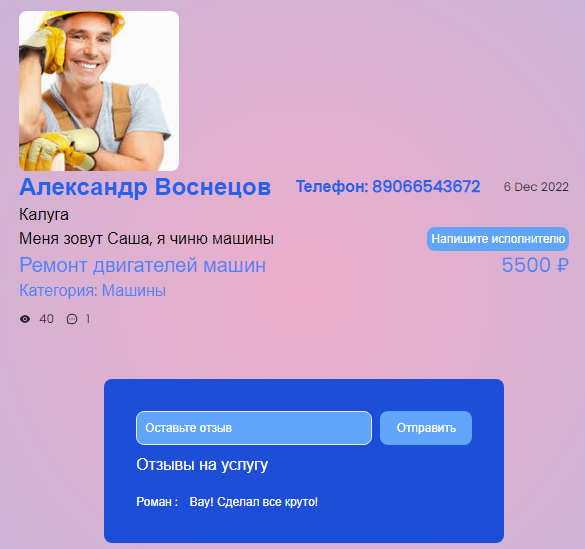 Александр Воснецов
Телефон: 89066543672
6 Dec 2022
Калуга
Меня зовут Саша, я чиню машины
Напишите исполнителю
Ремонт двигателей машин
5500 ₽
Категория: Машины
40 1
Оставьте отзыв
Отправить
Отзывы на услугу
Роман : Вау! Сделал все круто!